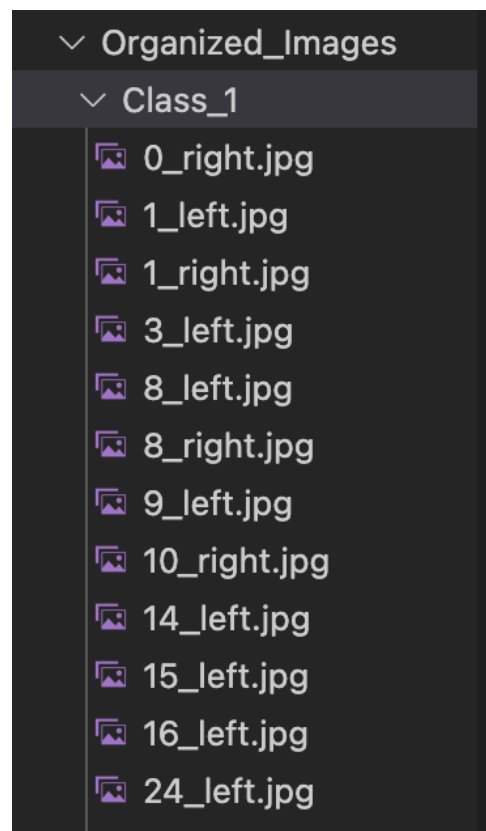 Organized_Images
Class_1
0_right.jpg
1_left.jpg
1_right.jpg
3_left.jpg
8_left.jpg
8_right.jpg
9_left.jpg
10_right.jpg
14_left.jpg
15_left.jpg
16_left.jpg
24_left.jpg